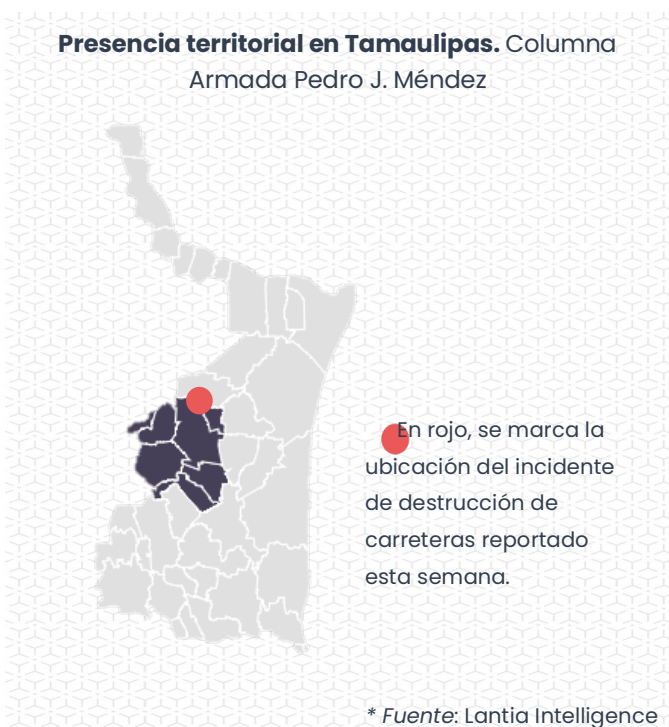 Presencia territorial en Tamaulipas. Columna
Armada Pedro J. Méndez
En rojo, se marca la
ubicación del incidente
de destrucción de
carreteras reportado
esta semana.
* Fuente: Lantia Intelligence